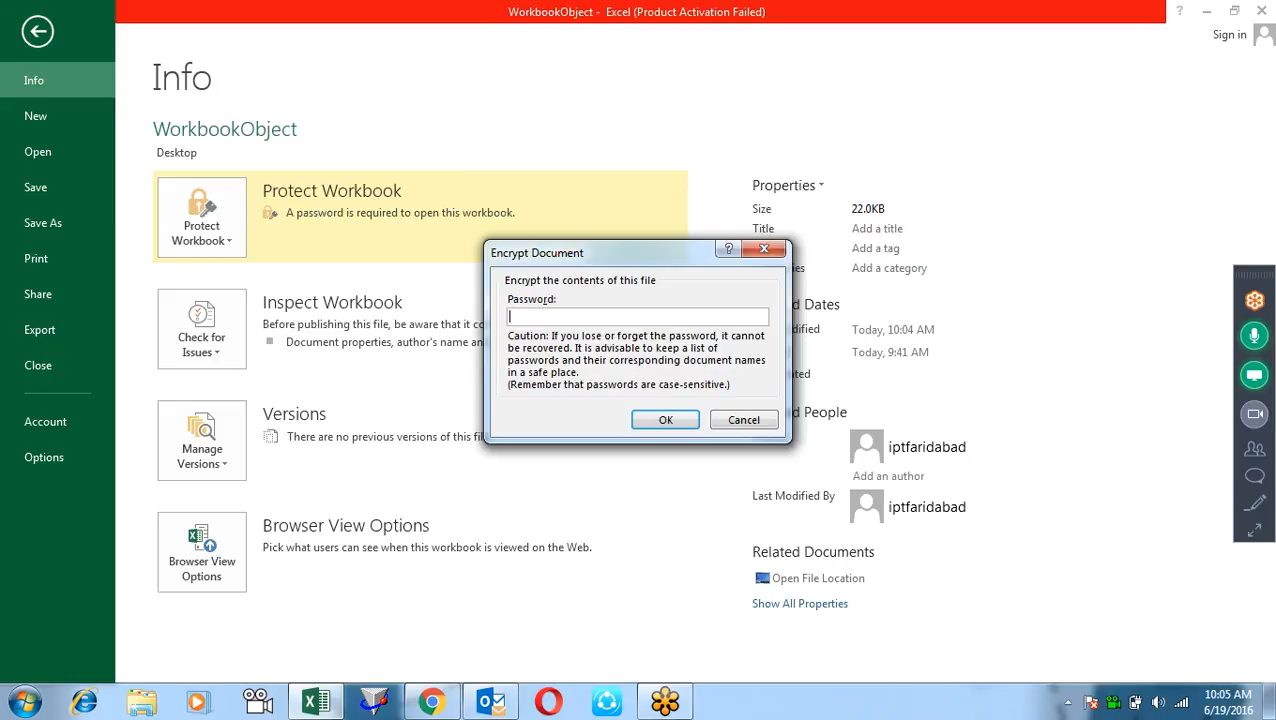 WorkbookObject - Excel (Product Activation Failed)
?
Sign in
Info
New
Open
Save
Save As
Print
Share
Export
Close
Account
Options
Info
WorkbookObject
Desktop
Protect Workbook
Protect Workbook
A password is required to open this workbook.
Check for Issues
Inspect Workbook
Before publishing this file, be aware that it
Document properties, author's name
Manage Versions
Versions
There are no previous versions of this
Browser View Options
Browser View Options
Pick what users can see when this workbook is viewed on the Web.
Encrypt Document
?
Encrypt the contents of this file
Password:
Caution: If you lose or forget the password, it cannot
be recovered. It is advisable to keep a list of
passwords and their corresponding document names
in a safe place.
(Remember that passwords are case-sensitive.)
OK
Cancel
Properties
Size 22.0KB
Title Add a title
Add a tag
Add a category
Dates
Today, 10:04 AM
Today, 9:41 AM
People
iptfaridabad
Add an author
Last Modified By
iptfaridabad
Related Documents
Open File Location
Show All Properties
10:05 AM
6/19/2016